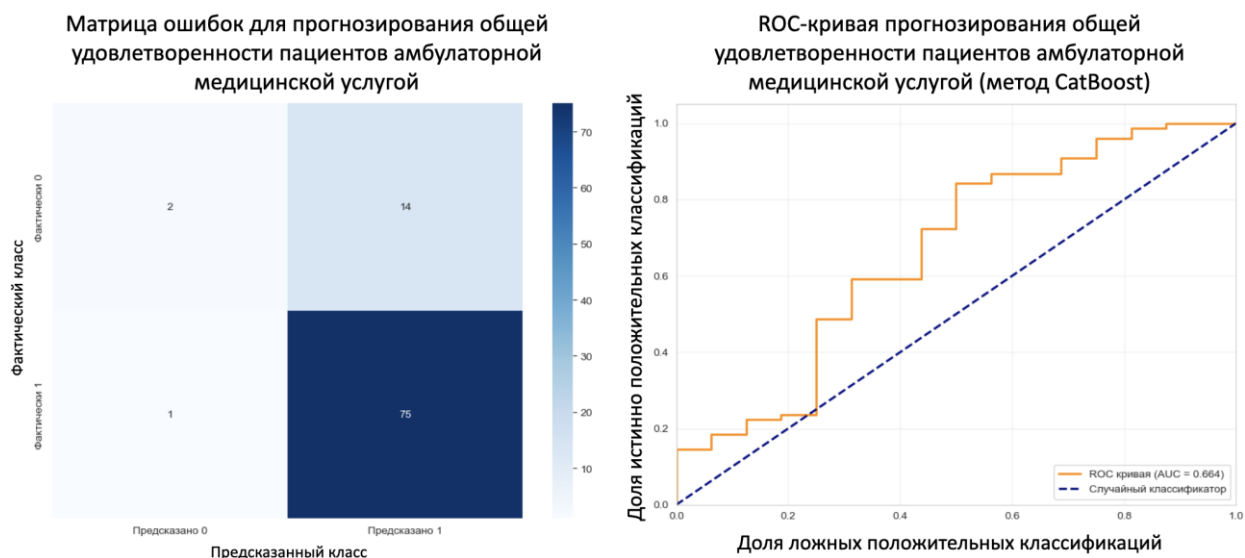 Матрица ошибок для прогнозирования общей
удовлетворенности пациентов амбулаторной
медицинской услугой
Фактический класс
Фактически 0
Фактически 1
2
14
1
75
Предсказано 0
Предсказано 1
Предсказанный класс
70
60
50
40
30
20
10
ROC-кривая прогнозирования общей
удовлетворенности пациентов амбулаторной
медицинской услугой (метод CatBoost)
Доля истинно положительных классификаций
1.0
0.8
0.6
0.4
0.2
0.0
ROC кривая (AUC = 0.664)
Случайный классификатор
0.0
0.2
0.4
0.6
0.8
1.0
Доля ложных положительных классификаций